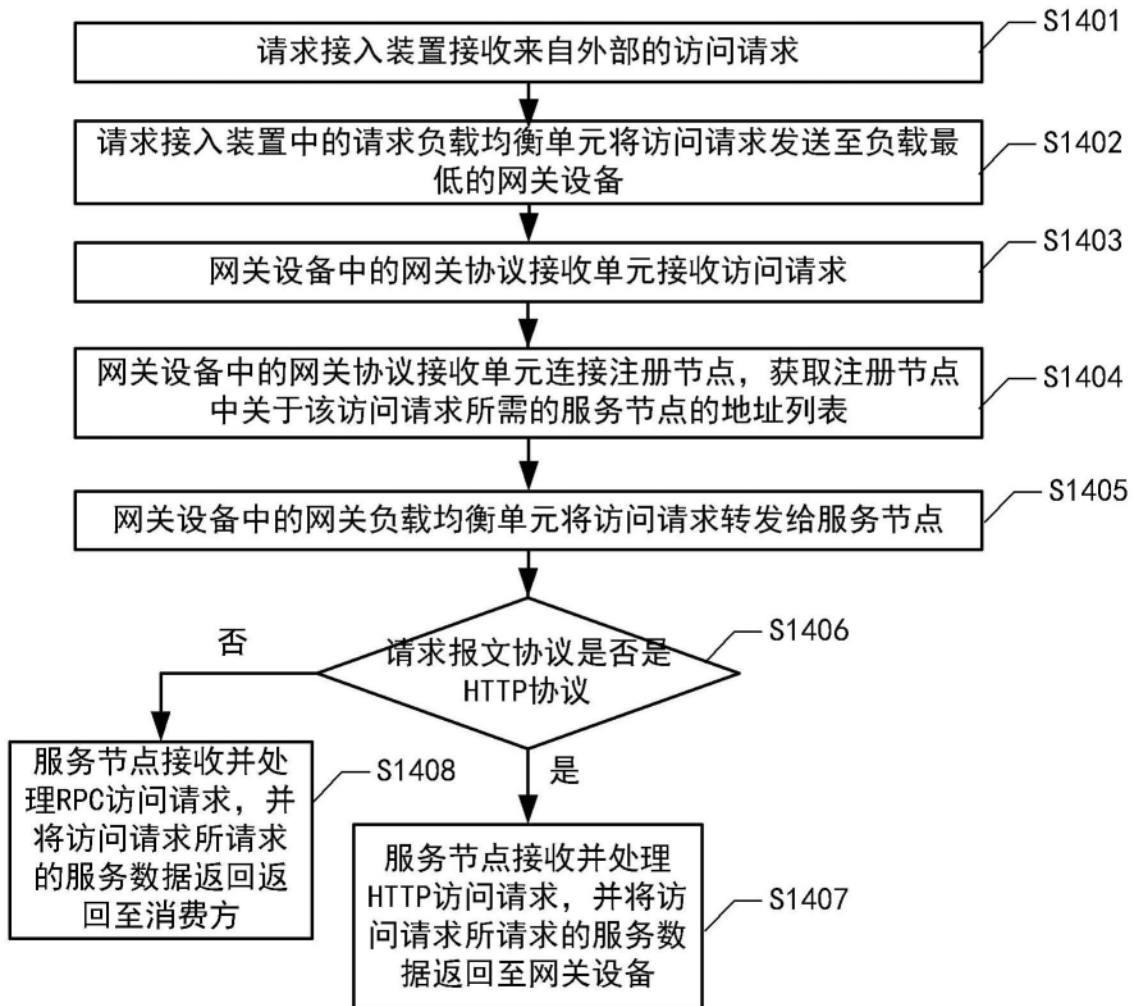 请求接入装置接收来自外部的访问请求
S1401
请求接入装置中的请求负载均衡单元将访问请求发送至负载最
低的网关设备
S1402
网关设备中的网关协议接收单元接收访问请求
S1403
网关设备中的网关协议接收单元连接注册节点，获取注册节点
中关于该访问请求所需的服务节点的地址列表
S1404
网关设备中的网关负载均衡单元将访问请求转发给服务节点
S1405
请求报文协议是否是
HTTP协议
S1406
否
是
服务节点接收并处
理RPC访问请求，并
将访问请求所请求
的服务数据返回返
回至消费方
S1408
服务节点接收并处理
HTTP访问请求，并将访
问请求所请求的服务数
据返回至网关设备
S1407